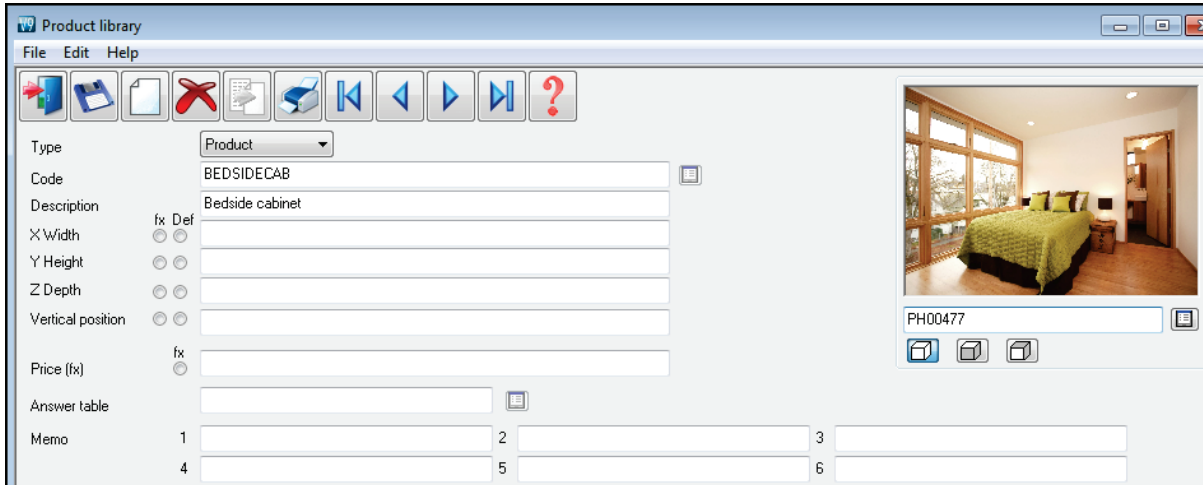 V9 Product library
File Edit Help
?
Type Product
Code BEDSIDECAB
Description Bedside cabinet
fx Def
X Width
Y Height
Z Depth
Vertical position
PH00477
fx
Price (fx)
Answer table
Memo 1 2 3
4 5 6